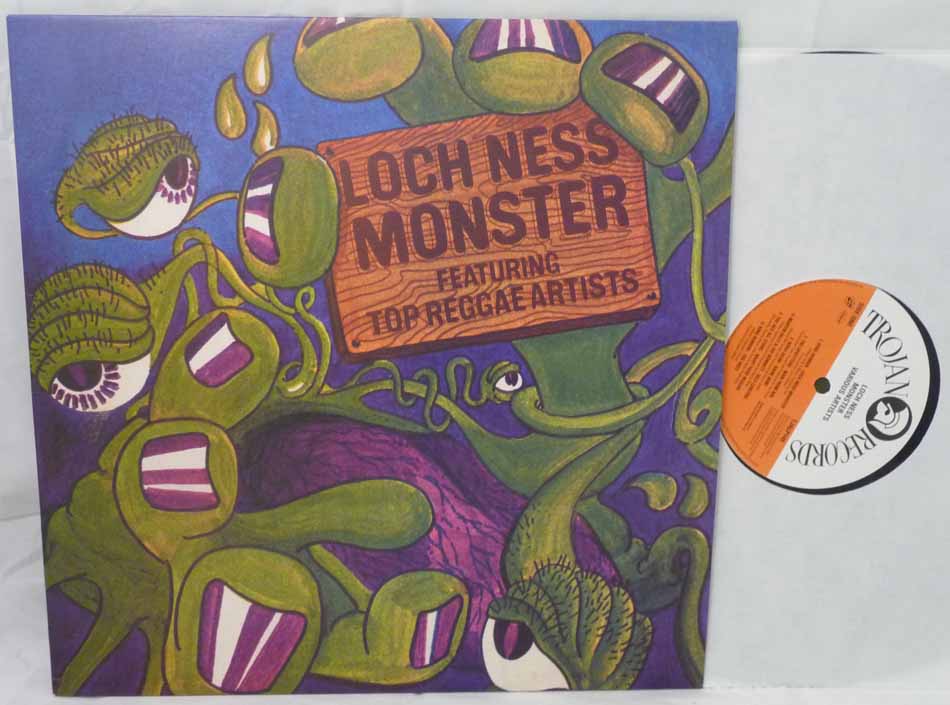 LOCH NESS
MONSTER
FEATURING
TOP REGGAE ARTISTS
TROJAN RECORDS
LOCH NESS
MONSTER
VARIOUS ARTISTS